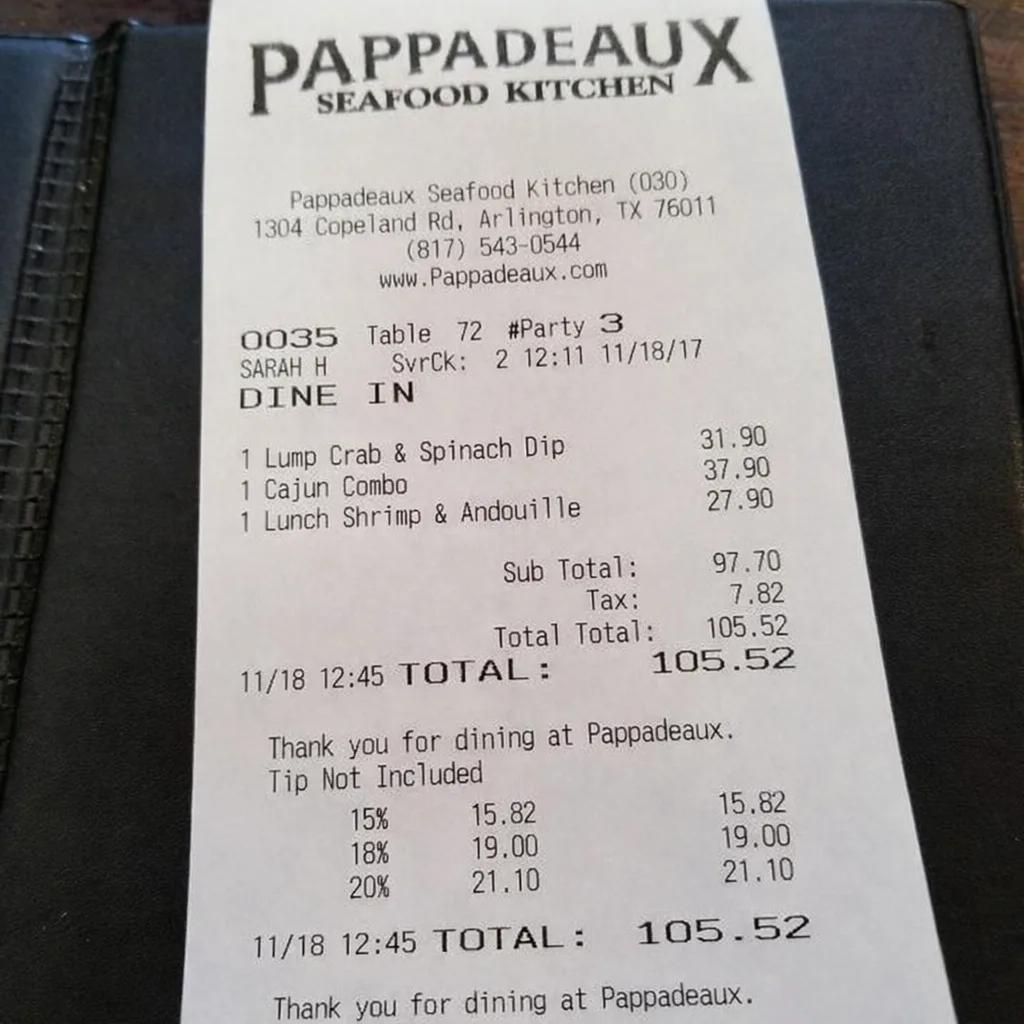 PAPPADEAUX
SEAFOOD KITCHEN
Pappadeaux Seafood Kitchen (030)
1304 Copeland Rd, Arlington, TX 76011
(817) 543-0544
www.Pappadeaux.com
0035 Table 72 #Party 3
SARAH H SvrCk: 2 12:11 11/18/17
DINE IN
1 Lump Crab & Spinach Dip 31.90
1 Cajun Combo 37.90
1 Lunch Shrimp & Andouille 27.90
Sub Total: 97.70
Tax: 7.82
Total Total: 105.52
11/18 12:45 TOTAL: 105.52
Thank you for dining at Pappadeaux.
Tip Not Included
15% 15.82 15.82
18% 19.00 19.00
20% 21.10 21.10
11/18 12:45 TOTAL: 105.52
Thank you for dining at Pappadeaux.